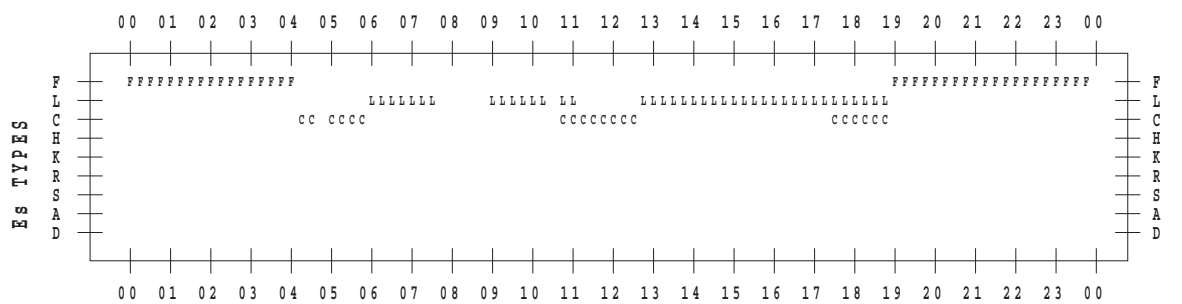 00 01 02 03 04 05 06 07 08 09 10 11 12 13 14 15 16 17 18 19 20 21 22 23 00
Es TYPES
F FFFFFFFFFFFFFFFFF FFFFFFFFFFFFFFFFFFFF F
L LLLLLLL LLLLLL LL LLLLLLLLLLLLLLLLLLLLLLLLL L
C CC CCCC CCCCCCCC CCCCCC C
H H
K K
R R
S S
A A
D D
00 01 02 03 04 05 06 07 08 09 10 11 12 13 14 15 16 17 18 19 20 21 22 23 00